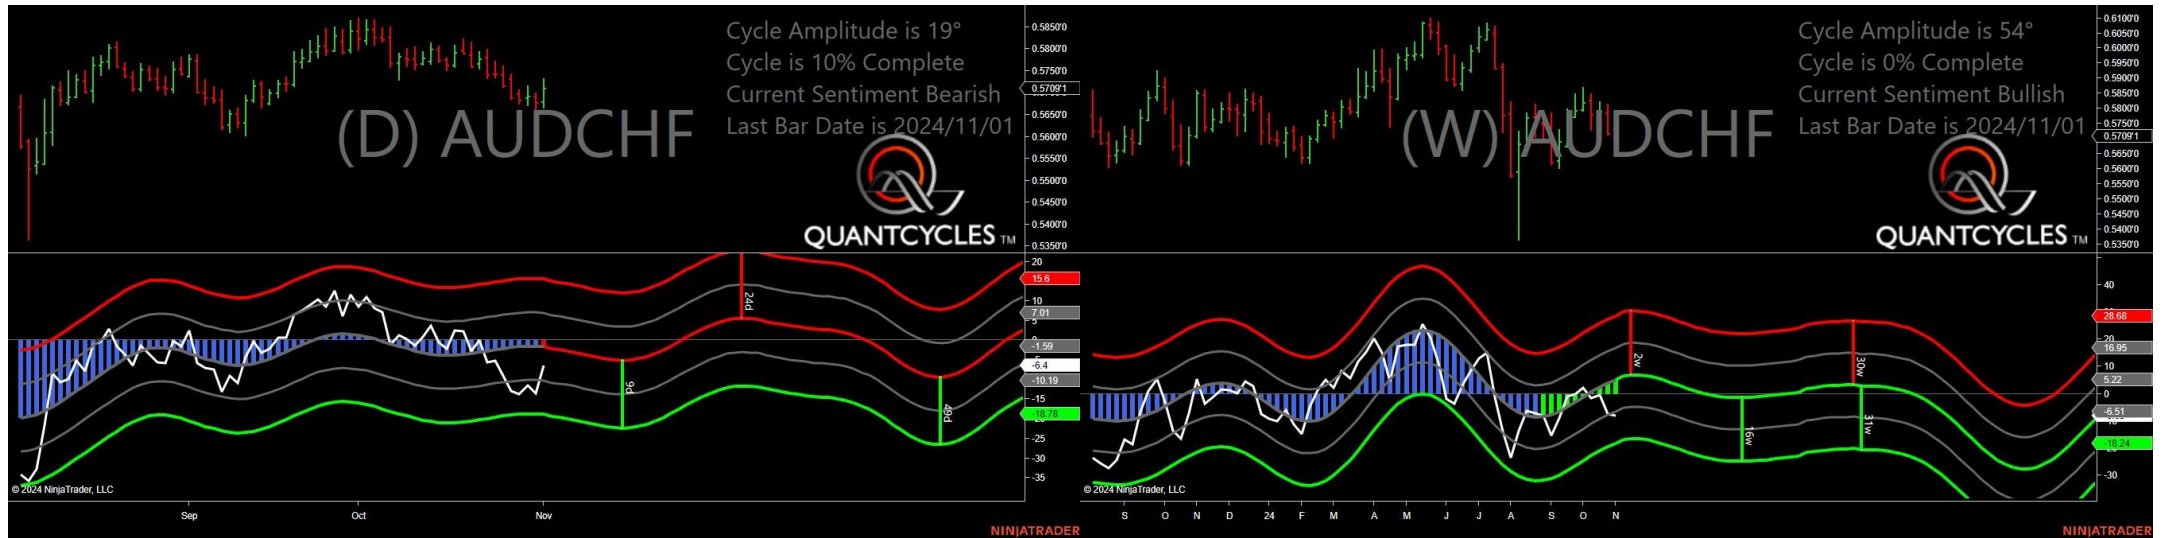 Cycle Amplitude is 19°
Cycle is 10% Complete
Current Sentiment Bearish
Last Bar Date is 2024/11/01
(D) AUDCHF
QUANTCYCLES TM
0.5850'0
0.5800'0
0.5750'0
0.5709'1
0.5650'0
0.5600'0
0.5550'0
0.5500'0
0.5450'0
0.5400'0
0.5350'0
20
15.6
10
7.01
5
-1.59
-6.4
-10.19
-15
-18.78
-25
-30
-35
24d
9d
49d
© 2024 NinjaTrader, LLC
Sep Oct Nov
NINJATRADER
Cycle Amplitude is 54°
Cycle is 0% Complete
Current Sentiment Bullish
Last Bar Date is 2024/11/01
(W) AUDCHF
QUANTCYCLES TM
0.6100'0
0.6050'0
0.6000'0
0.5950'0
0.5900'0
0.5850'0
0.5800'0
0.5750'0
0.5709'1
0.5650'0
0.5600'0
0.5550'0
0.5500'0
0.5450'0
0.5400'0
0.5350'0
40
28.68
20
16.95
10
5.22
0
-6.51
-18.24
-30
2w
30w
16w
31w
© 2024 NinjaTrader, LLC
S O N D 24 F M A M J J A S O N
NINJATRADER